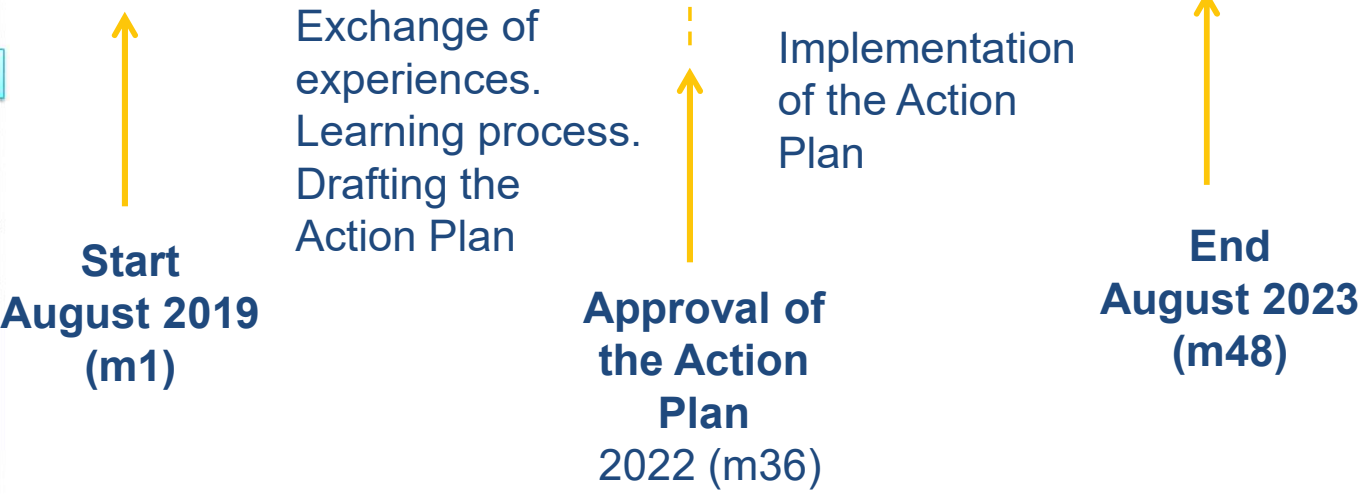 Exchange of
experiences.
Learning process.
Drafting the
Action Plan
Implementation
of the Action
Plan
Start
August 2019
(m1)
Approval of
the Action
Plan
2022 (m36)
End
August 2023
(m48)